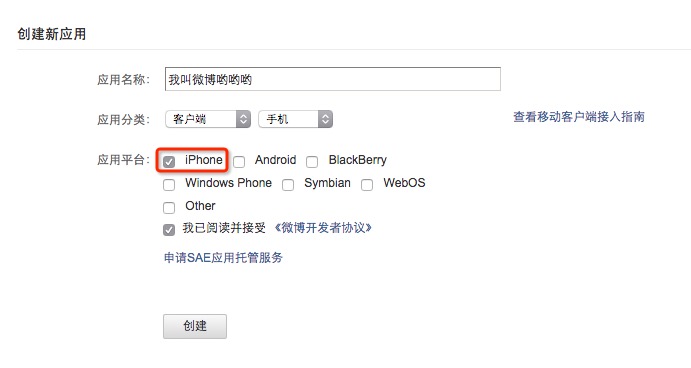 创建新应用
应用名称: 我叫微博哟哟哟
应用分类: 客户端 手机 查看移动客户端接入指南
应用平台: iPhone Android BlackBerry
Windows Phone Symbian WebOS
Other
我已阅读并接受 《微博开发者协议》
申请SAE应用托管服务
创建